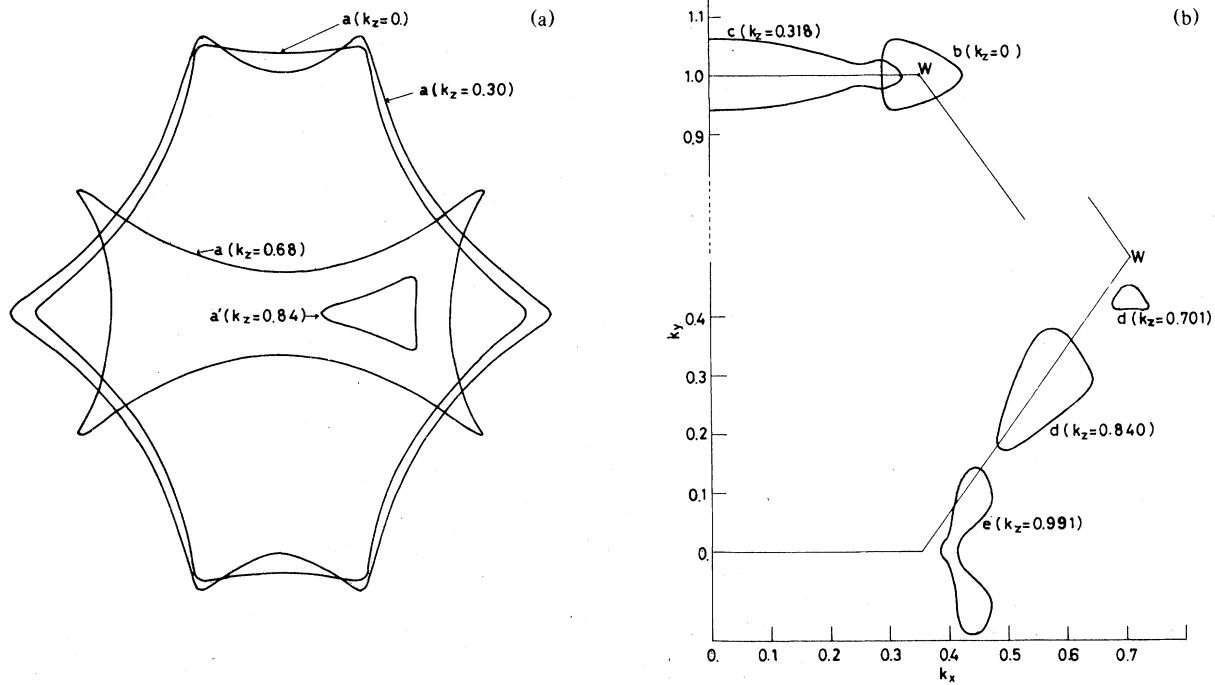 (a)
a (kz=0.)
a (kz=0.30)
a (kz=0.68)
a' (kz=0.84)
(b)
1.1
1.0
0.9
ky
0.4
0.3
0.2
0.1
0.
c (kz=0.318)
b (kz=0)
W
W
d (kz=0.701)
d (kz=0.840)
e (kz=0.991)
0. 0.1 0.2 0.3 0.4 0.5 0.6 0.7
kx